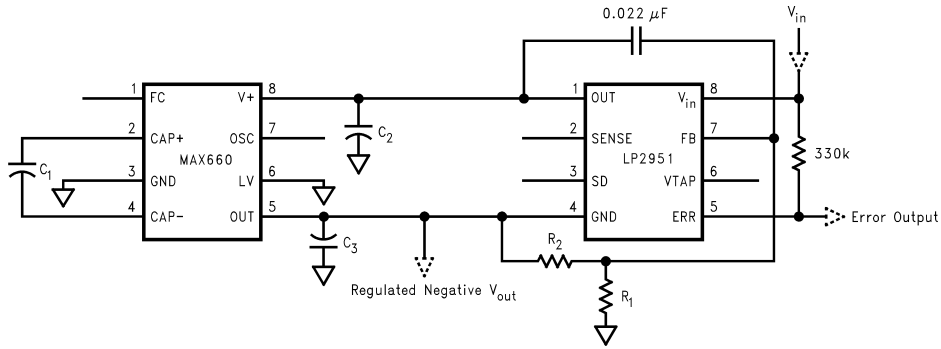 0.022 μF
V_in
1 FC V+ 8
2 CAP+ OSC 7
MAX660
3 GND LV 6
4 CAP- OUT 5
C_1
C_2
C_3
1 OUT V_in 8
2 SENSE FB 7
LP2951
3 SD VTAP 6
4 GND ERR 5
330k
Error Output
R_2
R_1
Regulated Negative V_out